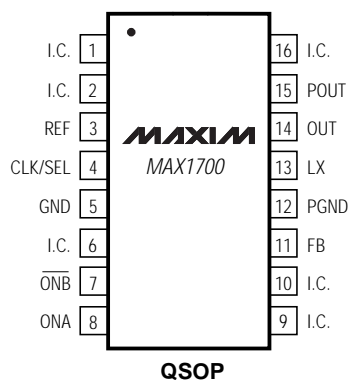 I.C. 1
I.C. 2
REF 3
CLK/SEL 4
GND 5
I.C. 6
O̅N̅B̅ 7
ONA 8
MAXIM
MAX1700
16 I.C.
15 POUT
14 OUT
13 LX
12 PGND
11 FB
10 I.C.
9 I.C.
QSOP